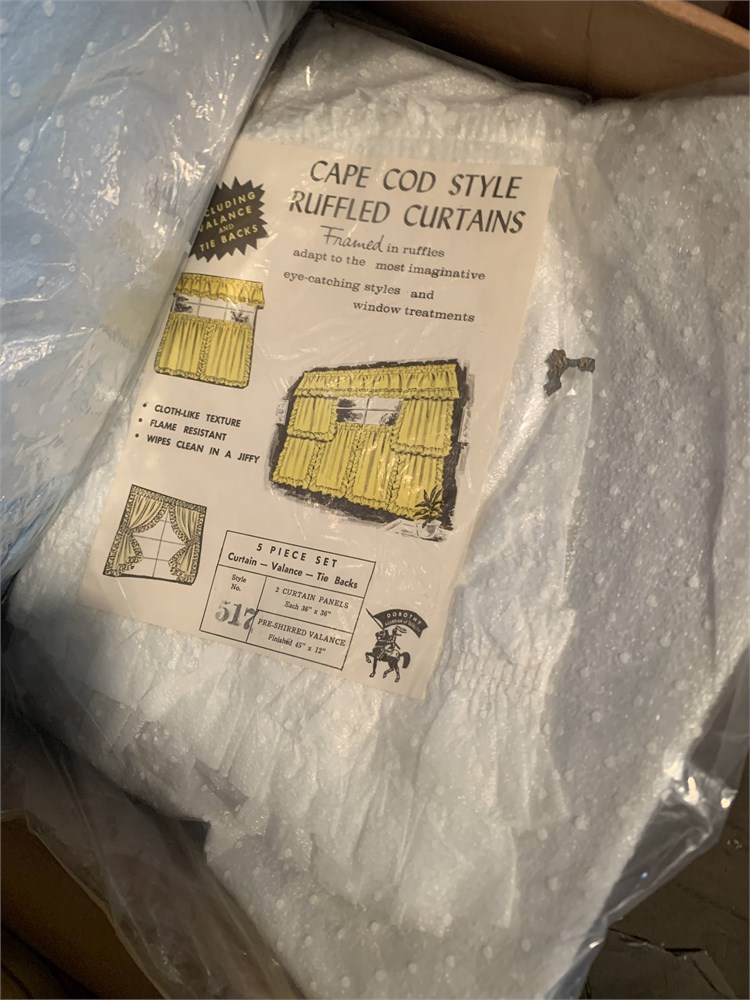 CAPE COD STYLE
RUFFLED CURTAINS
Framed in ruffles
adapt to the most imaginative
eye-catching styles and
window treatments
VALANCE
AND
TIE BACKS
• CLOTH-LIKE TEXTURE
• FLAME RESISTANT
• WIPES CLEAN IN A JIFFY
5 PIECE SET
Curtain — Valance — Tie Backs
Style
No.
517
2 CURTAIN PANELS
Each 36" x 36"
PRE-SHIRRED VALANCE
Finished 45" x 12"
DOROTHY